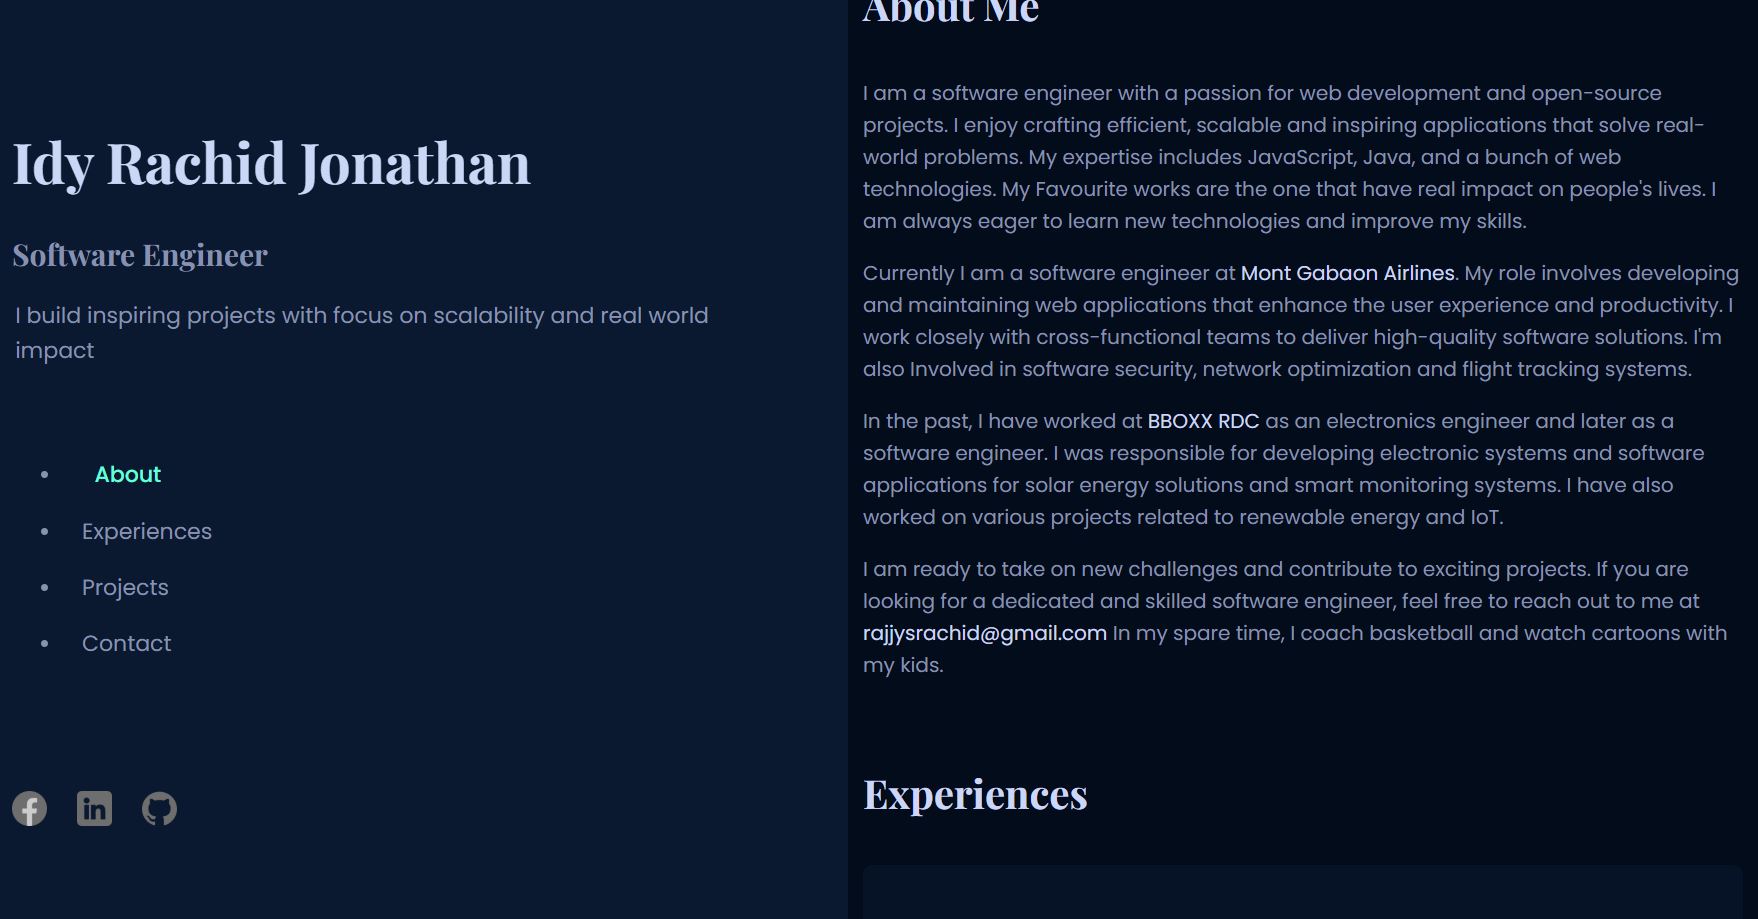 Idy Rachid Jonathan
Software Engineer
I build inspiring projects with focus on scalability and real world
impact
About
Experiences
Projects
Contact
About Me
I am a software engineer with a passion for web development and open-source
projects. I enjoy crafting efficient, scalable and inspiring applications that solve real-
world problems. My expertise includes JavaScript, Java, and a bunch of web
technologies. My Favourite works are the one that have real impact on people's lives. I
am always eager to learn new technologies and improve my skills.
Currently I am a software engineer at Mont Gabaon Airlines. My role involves developing
and maintaining web applications that enhance the user experience and productivity. I
work closely with cross-functional teams to deliver high-quality software solutions. I'm
also Involved in software security, network optimization and flight tracking systems.
In the past, I have worked at BBOXX RDC as an electronics engineer and later as a
software engineer. I was responsible for developing electronic systems and software
applications for solar energy solutions and smart monitoring systems. I have also
worked on various projects related to renewable energy and IoT.
I am ready to take on new challenges and contribute to exciting projects. If you are
looking for a dedicated and skilled software engineer, feel free to reach out to me at
rajjysrachid@gmail.com In my spare time, I coach basketball and watch cartoons with
my kids.
Experiences